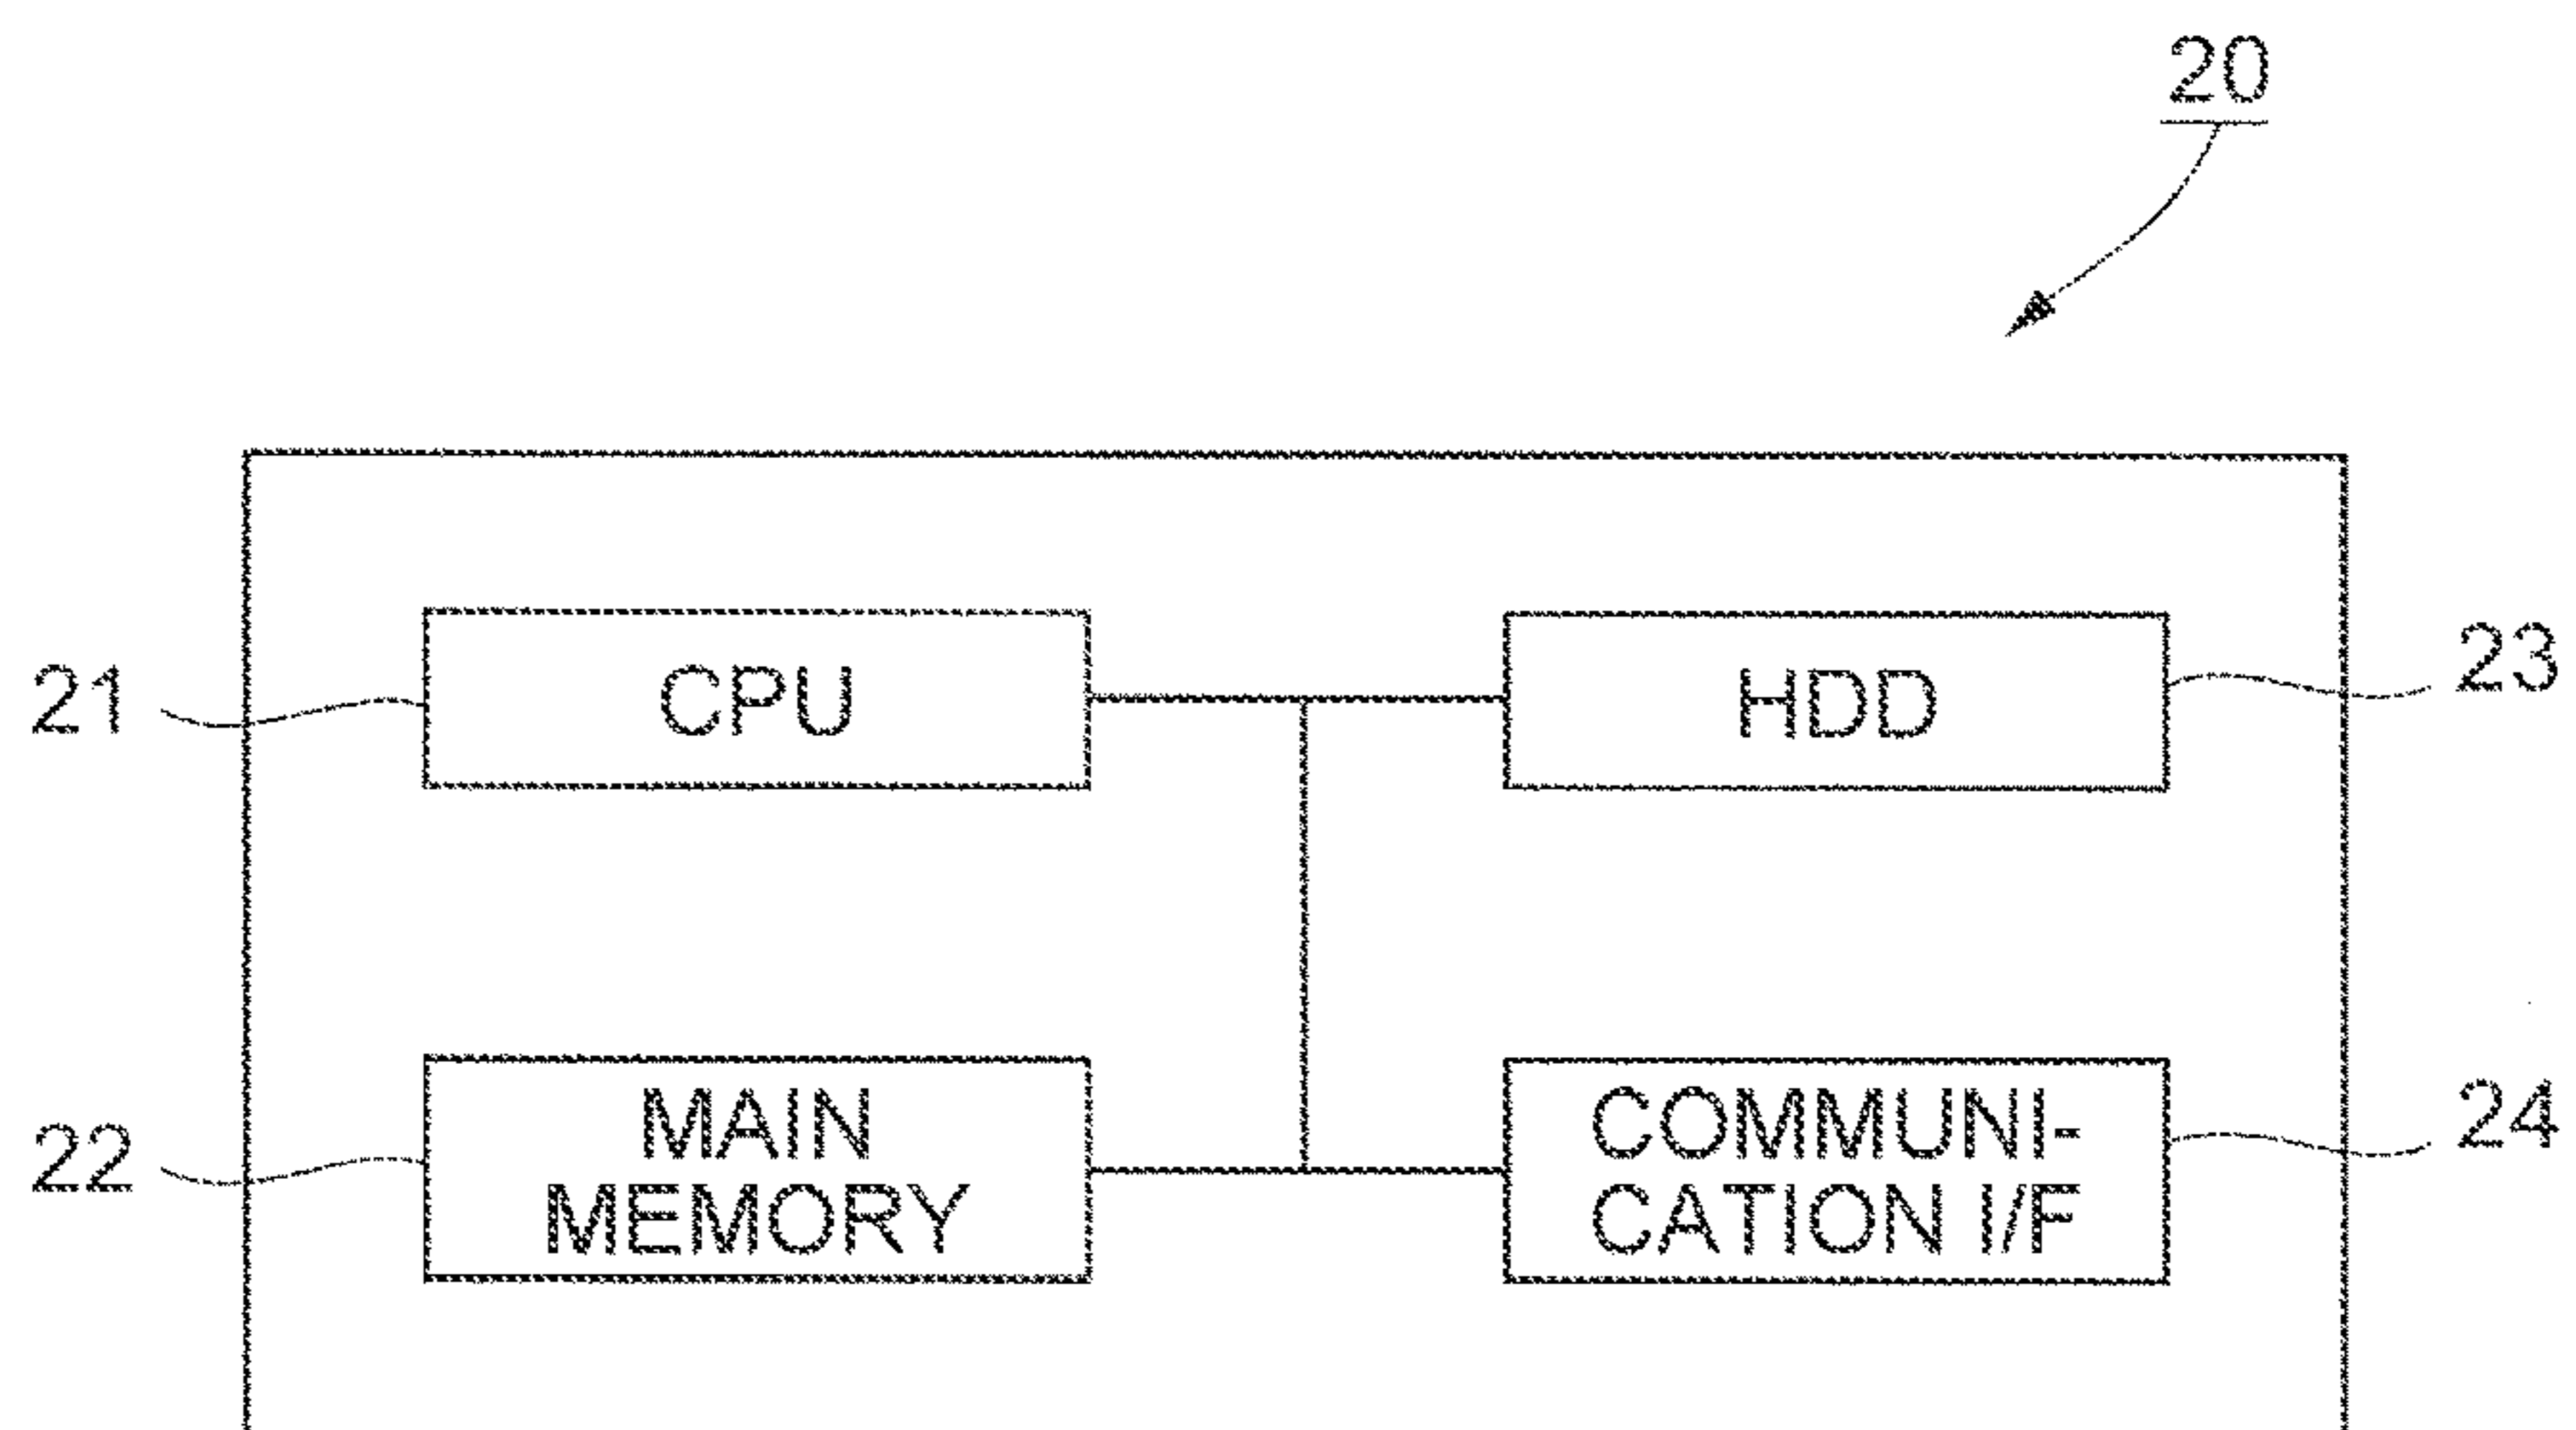 20
21
CPU
HDD
23
22
MAIN
MEMORY
COMMUNI-
CATION I/F
24